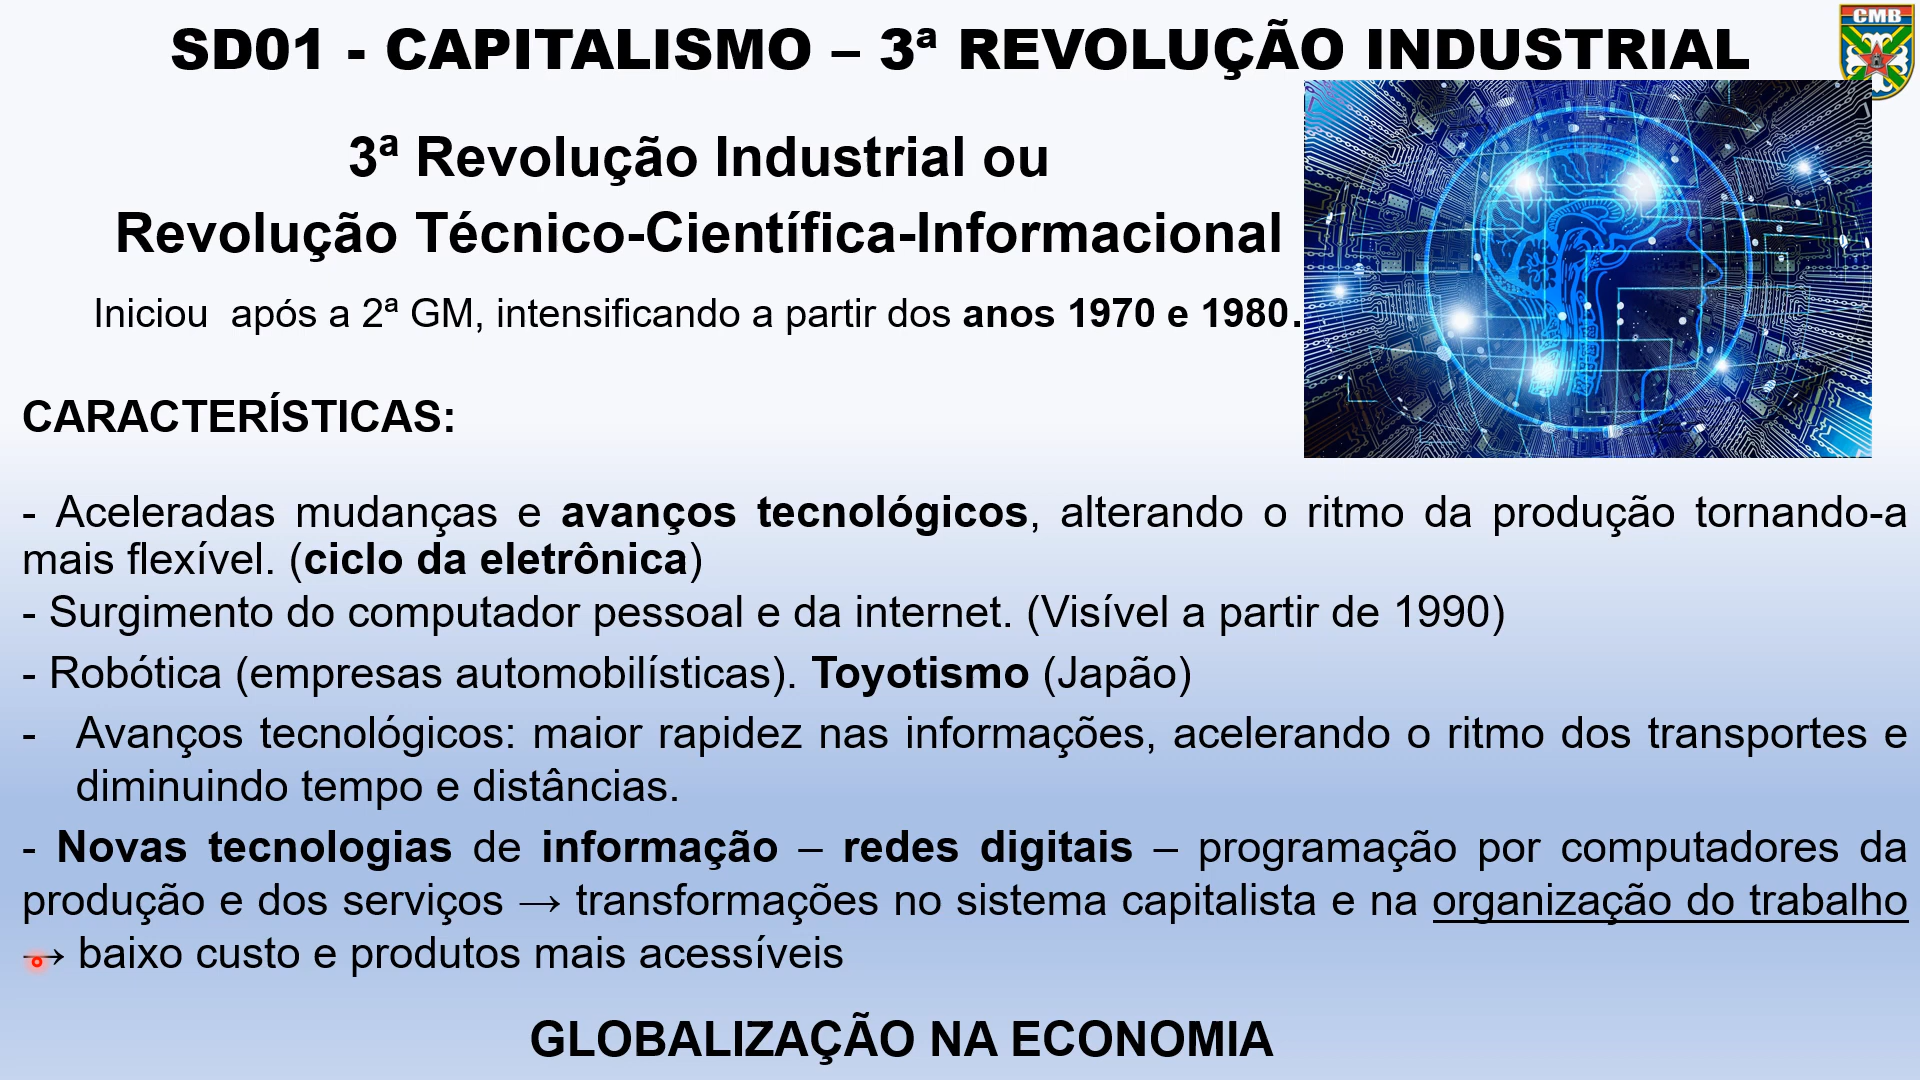 SD01 - CAPITALISMO – 3ª REVOLUÇÃO INDUSTRIAL
CMB
3ª Revolução Industrial ou
Revolução Técnico-Científica-Informacional
Iniciou  após a 2ª GM, intensificando a partir dos anos 1970 e 1980.
CARACTERÍSTICAS:
- Aceleradas mudanças e avanços tecnológicos, alterando o ritmo da produção tornando-a
mais flexível. (ciclo da eletrônica)
- Surgimento do computador pessoal e da internet. (Visível a partir de 1990)
- Robótica (empresas automobilísticas). Toyotismo (Japão)
- Avanços tecnológicos: maior rapidez nas informações, acelerando o ritmo dos transportes e
diminuindo tempo e distâncias.
- Novas tecnologias de informação – redes digitais – programação por computadores da
produção e dos serviços → transformações no sistema capitalista e na organização do trabalho
→ baixo custo e produtos mais acessíveis
GLOBALIZAÇÃO NA ECONOMIA